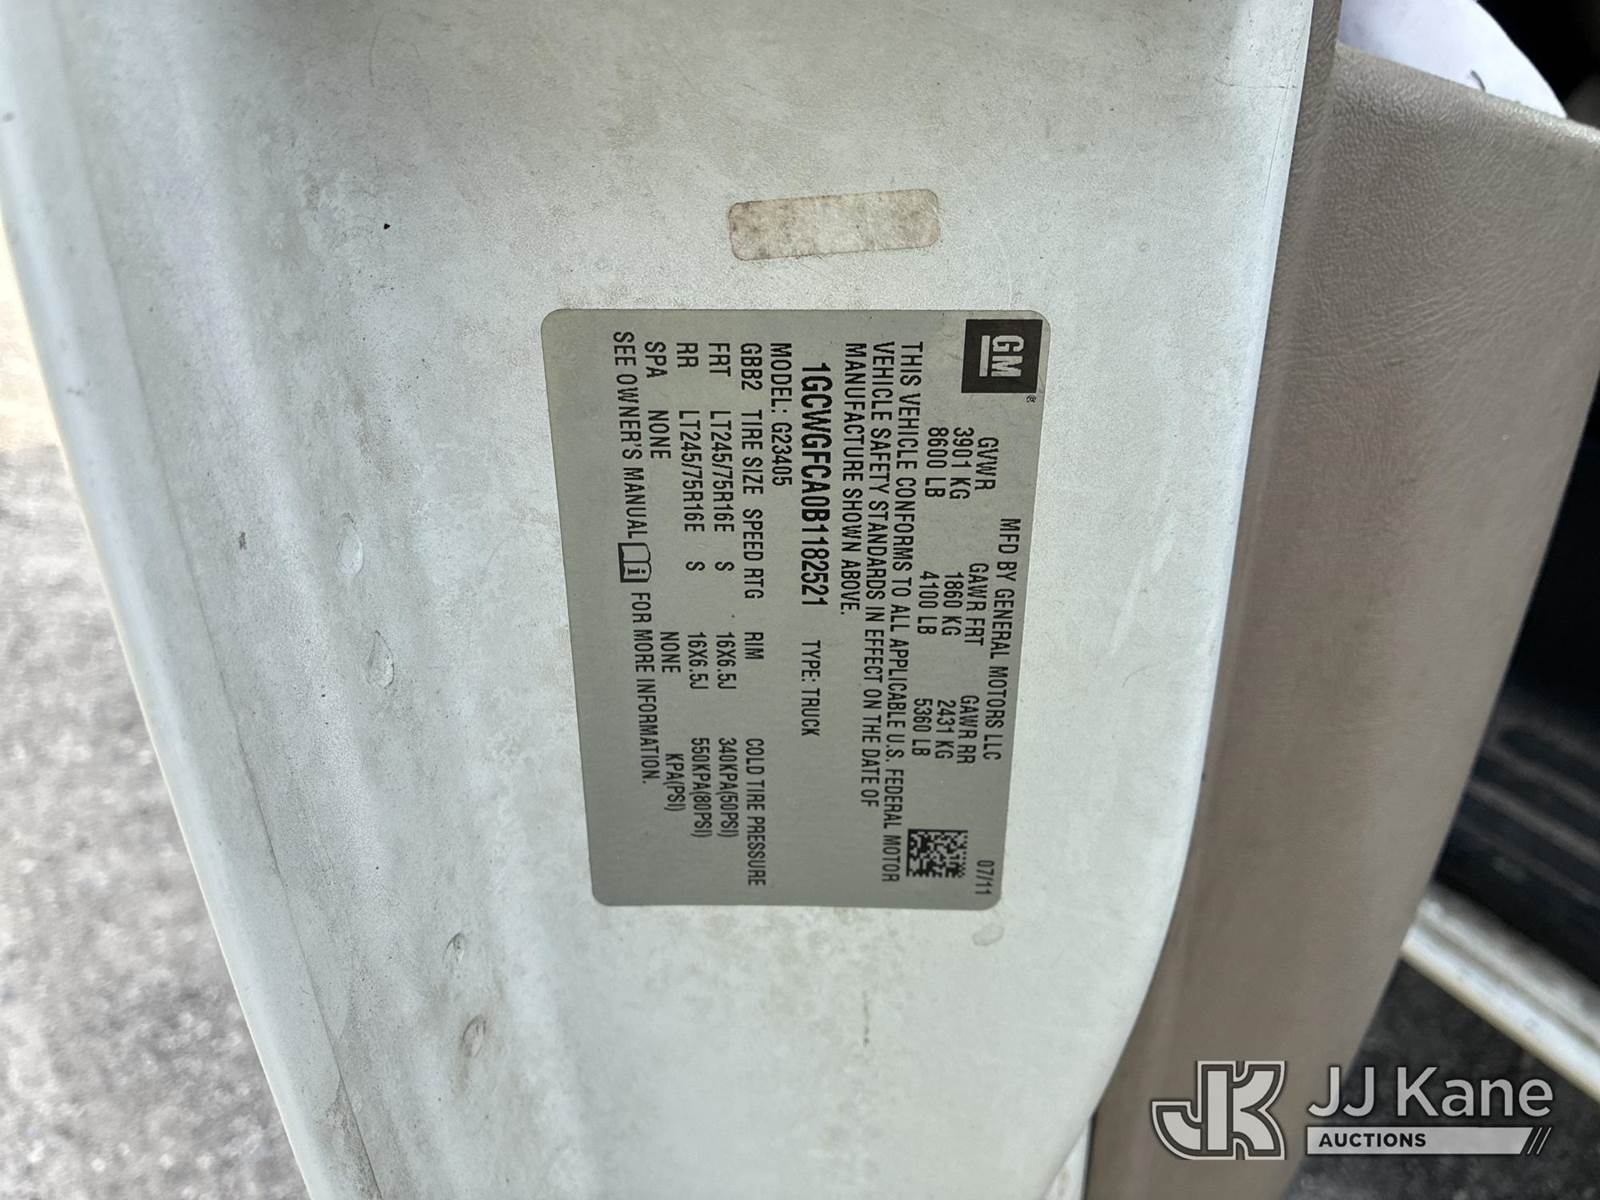 GM
MFD BY GENERAL MOTORS LLC 07/11
GVWR GAWR FRT GAWR RR
3901 KG 1860 KG 2431 KG
8600 LB 4100 LB 5360 LB
THIS VEHICLE CONFORMS TO ALL APPLICABLE U.S. FEDERAL MOTOR
VEHICLE SAFETY STANDARDS IN EFFECT ON THE DATE OF
MANUFACTURE SHOWN ABOVE.
1GCWGFCA0B1182521 TYPE: TRUCK
MODEL: G23405
GBB2 TIRE SIZE SPEED RTG RIM COLD TIRE PRESSURE
FRT LT245/75R16E S 16X6.5J 340KPA(50PSI)
RR LT245/75R16E S 16X6.5J 550KPA(80PSI)
SPA NONE NONE KPA(PSI)
SEE OWNER'S MANUAL i FOR MORE INFORMATION.
JK JJ Kane
AUCTIONS